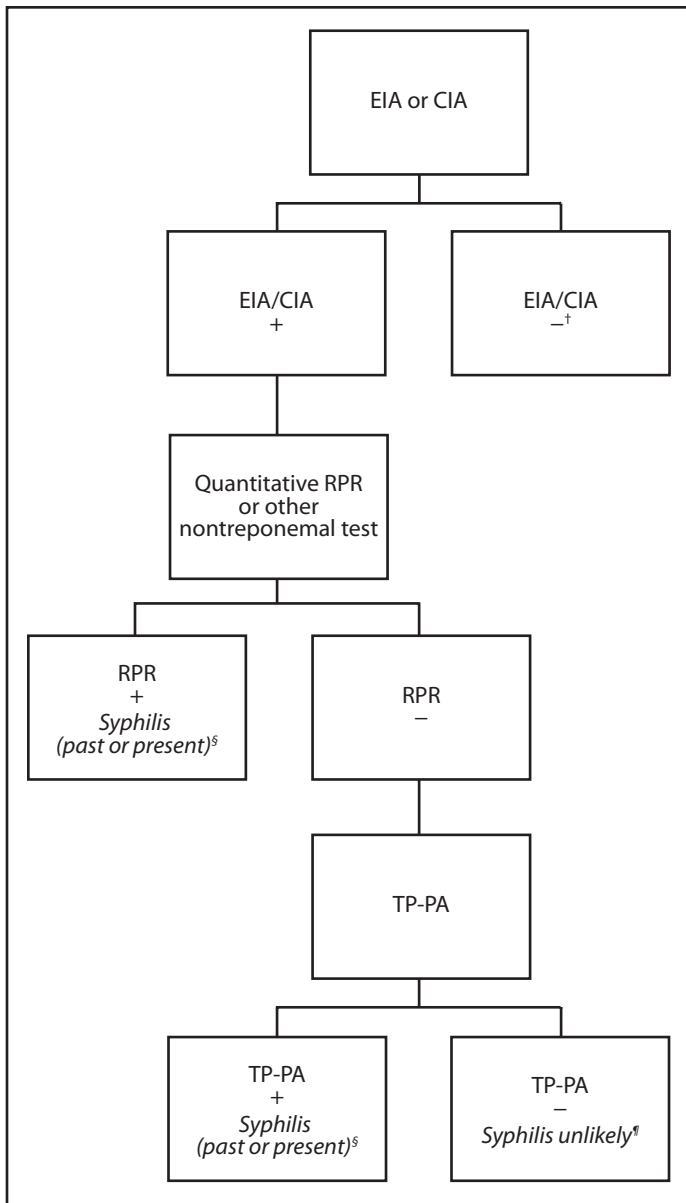 EIA or CIA
EIA/CIA
+
EIA/CIA
–†
Quantitative RPR
or other
nontreponemal test
RPR
+
Syphilis
(past or present)§
RPR
–
TP-PA
TP-PA
+
Syphilis
(past or present)§
TP-PA
–
Syphilis unlikely¶